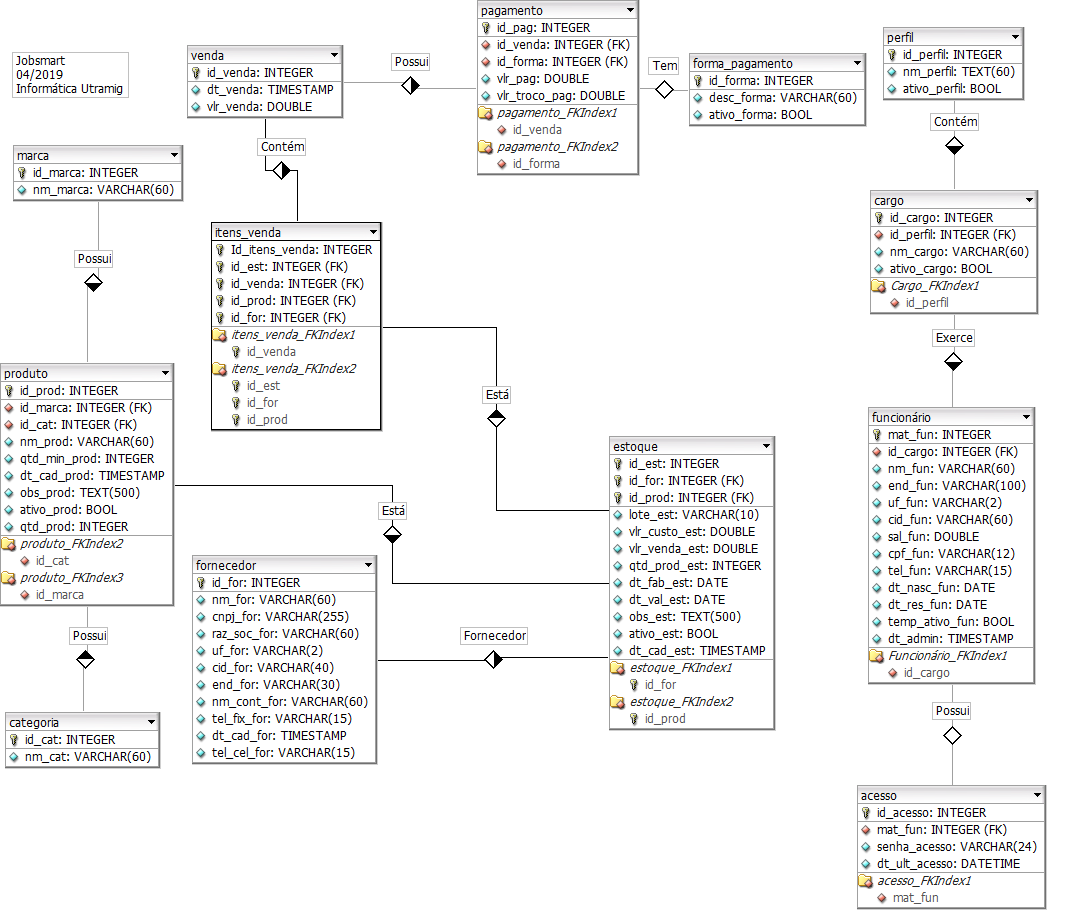 Jobsmart
04/2019
Informática Utramig
venda
id_venda: INTEGER
dt_venda: TIMESTAMP
vlr_venda: DOUBLE
Possui
pagamento
id_pag: INTEGER
id_venda: INTEGER (FK)
id_forma: INTEGER (FK)
vlr_pag: DOUBLE
vlr_troco_pag: DOUBLE
pagamento_FKIndex1
id_venda
pagamento_FKIndex2
id_forma
Tem
forma_pagamento
id_forma: INTEGER
desc_forma: VARCHAR(60)
ativo_forma: BOOL
perfil
id_perfil: INTEGER
nm_perfil: TEXT(60)
ativo_perfil: BOOL
Contém
Contém
marca
id_marca: INTEGER
nm_marca: VARCHAR(60)
Possui
itens_venda
Id_itens_venda: INTEGER
id_est: INTEGER (FK)
id_venda: INTEGER (FK)
id_prod: INTEGER (FK)
id_for: INTEGER (FK)
itens_venda_FKIndex1
id_venda
itens_venda_FKIndex2
id_est
id_for
id_prod
cargo
id_cargo: INTEGER
id_perfil: INTEGER (FK)
nm_cargo: VARCHAR(60)
ativo_cargo: BOOL
Cargo_FKIndex1
id_perfil
Exerce
produto
id_prod: INTEGER
id_marca: INTEGER (FK)
id_cat: INTEGER (FK)
nm_prod: VARCHAR(60)
qtd_min_prod: INTEGER
dt_cad_prod: TIMESTAMP
obs_prod: TEXT(500)
ativo_prod: BOOL
qtd_prod: INTEGER
produto_FKIndex2
id_cat
produto_FKIndex3
id_marca
Está
Está
estoque
id_est: INTEGER
id_for: INTEGER (FK)
id_prod: INTEGER (FK)
lote_est: VARCHAR(10)
vlr_custo_est: DOUBLE
vlr_venda_est: DOUBLE
qtd_prod_est: INTEGER
dt_fab_est: DATE
dt_val_est: DATE
obs_est: TEXT(500)
ativo_est: BOOL
dt_cad_est: TIMESTAMP
estoque_FKIndex1
id_for
estoque_FKIndex2
id_prod
funcionário
mat_fun: INTEGER
id_cargo: INTEGER (FK)
nm_fun: VARCHAR(60)
end_fun: VARCHAR(100)
uf_fun: VARCHAR(2)
cid_fun: VARCHAR(60)
sal_fun: DOUBLE
cpf_fun: VARCHAR(12)
tel_fun: VARCHAR(15)
dt_nasc_fun: DATE
dt_res_fun: DATE
temp_ativo_fun: BOOL
dt_admin: TIMESTAMP
Funcionário_FKIndex1
id_cargo
fornecedor
id_for: INTEGER
nm_for: VARCHAR(60)
cnpj_for: VARCHAR(255)
raz_soc_for: VARCHAR(60)
uf_for: VARCHAR(2)
cid_for: VARCHAR(40)
end_for: VARCHAR(30)
nm_cont_for: VARCHAR(60)
tel_fix_for: VARCHAR(15)
dt_cad_for: TIMESTAMP
tel_cel_for: VARCHAR(15)
Fornecedor
Possui
categoria
id_cat: INTEGER
nm_cat: VARCHAR(60)
Possui
acesso
id_acesso: INTEGER
mat_fun: INTEGER (FK)
senha_acesso: VARCHAR(24)
dt_ult_acesso: DATETIME
acesso_FKIndex1
mat_fun